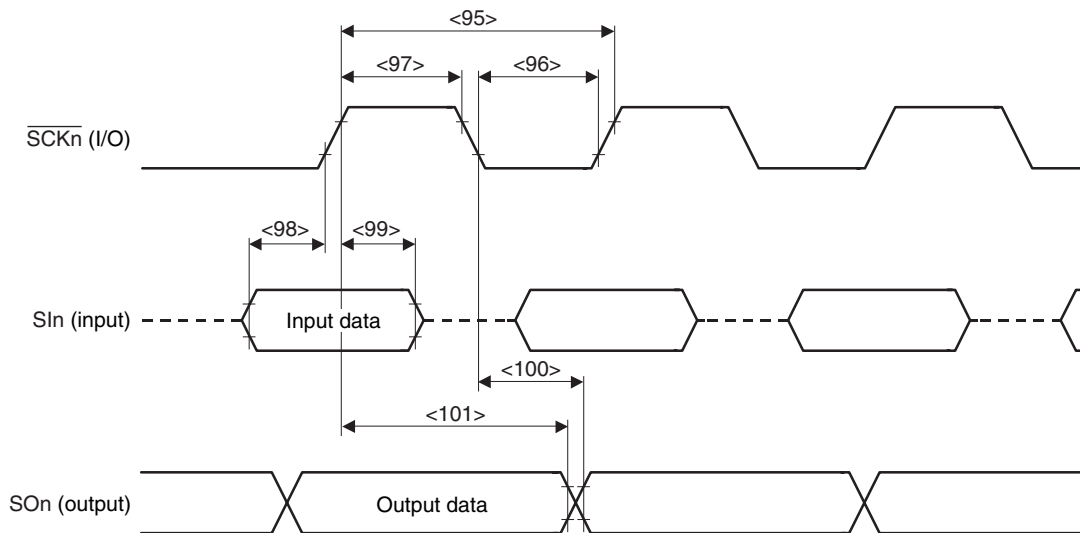 <95>
<97> <96>
SCKn (I/O)
<98> <99>
SIn (input) Input data
<100>
<101>
SOn (output) Output data